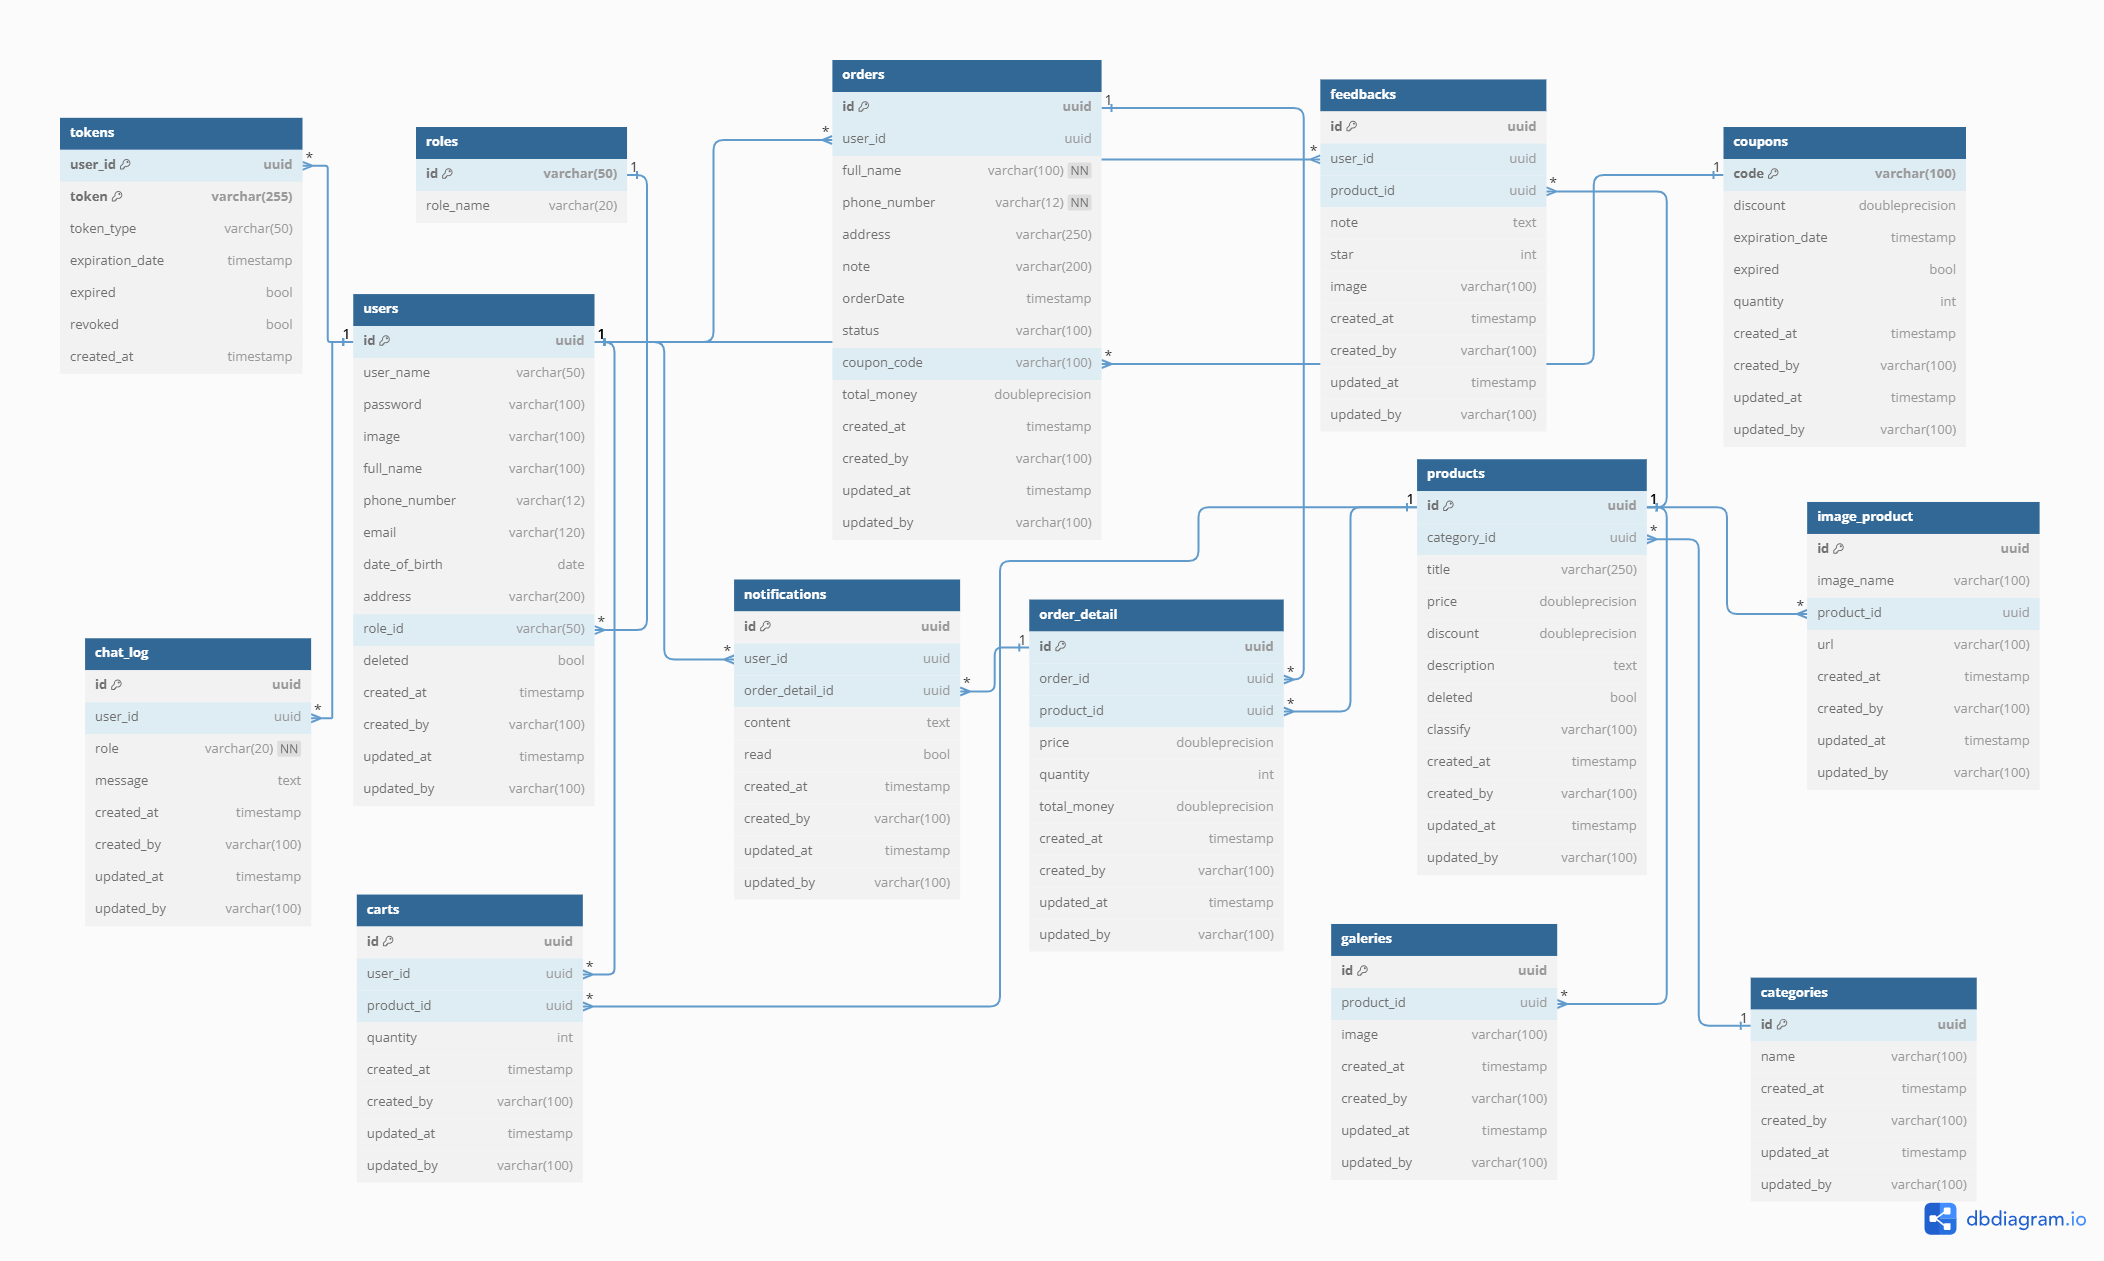 tokens
user_id uuid
token varchar(255)
token_type varchar(50)
expiration_date timestamp
expired bool
revoked bool
created_at timestamp
roles
id varchar(50)
role_name varchar(20)
users
id uuid
user_name varchar(50)
password varchar(100)
image varchar(100)
full_name varchar(100)
phone_number varchar(12)
email varchar(120)
date_of_birth date
address varchar(200)
role_id varchar(50)
deleted bool
created_at timestamp
created_by varchar(100)
updated_at timestamp
updated_by varchar(100)
chat_log
id uuid
user_id uuid
role varchar(20) NN
message text
created_at timestamp
created_by varchar(100)
updated_at timestamp
updated_by varchar(100)
carts
id uuid
user_id uuid
product_id uuid
quantity int
created_at timestamp
created_by varchar(100)
updated_at timestamp
updated_by varchar(100)
orders
id uuid
user_id uuid
full_name varchar(100) NN
phone_number varchar(12) NN
address varchar(250)
note varchar(200)
orderDate timestamp
status varchar(100)
coupon_code varchar(100)
total_money doubleprecision
created_at timestamp
created_by varchar(100)
updated_at timestamp
updated_by varchar(100)
notifications
id uuid
user_id uuid
order_detail_id uuid
content text
read bool
created_at timestamp
created_by varchar(100)
updated_at timestamp
updated_by varchar(100)
order_detail
id uuid
order_id uuid
product_id uuid
price doubleprecision
quantity int
total_money doubleprecision
created_at timestamp
created_by varchar(100)
updated_at timestamp
updated_by varchar(100)
feedbacks
id uuid
user_id uuid
product_id uuid
note text
star int
image varchar(100)
created_at timestamp
created_by varchar(100)
updated_at timestamp
updated_by varchar(100)
products
id uuid
category_id uuid
title varchar(250)
price doubleprecision
discount doubleprecision
description text
deleted bool
classify varchar(100)
created_at timestamp
created_by varchar(100)
updated_at timestamp
updated_by varchar(100)
galeries
id uuid
product_id uuid
image varchar(100)
created_at timestamp
created_by varchar(100)
updated_at timestamp
updated_by varchar(100)
coupons
code varchar(100)
discount doubleprecision
expiration_date timestamp
expired bool
quantity int
created_at timestamp
created_by varchar(100)
updated_at timestamp
updated_by varchar(100)
image_product
id uuid
image_name varchar(100)
product_id uuid
url varchar(100)
created_at timestamp
created_by varchar(100)
updated_at timestamp
updated_by varchar(100)
categories
id uuid
name varchar(100)
created_at timestamp
created_by varchar(100)
updated_at timestamp
updated_by varchar(100)
* 1 1 1 * * * * * * 1
* 1 * * * * 1 1 * * 1 * * 1
dbdiagram.io